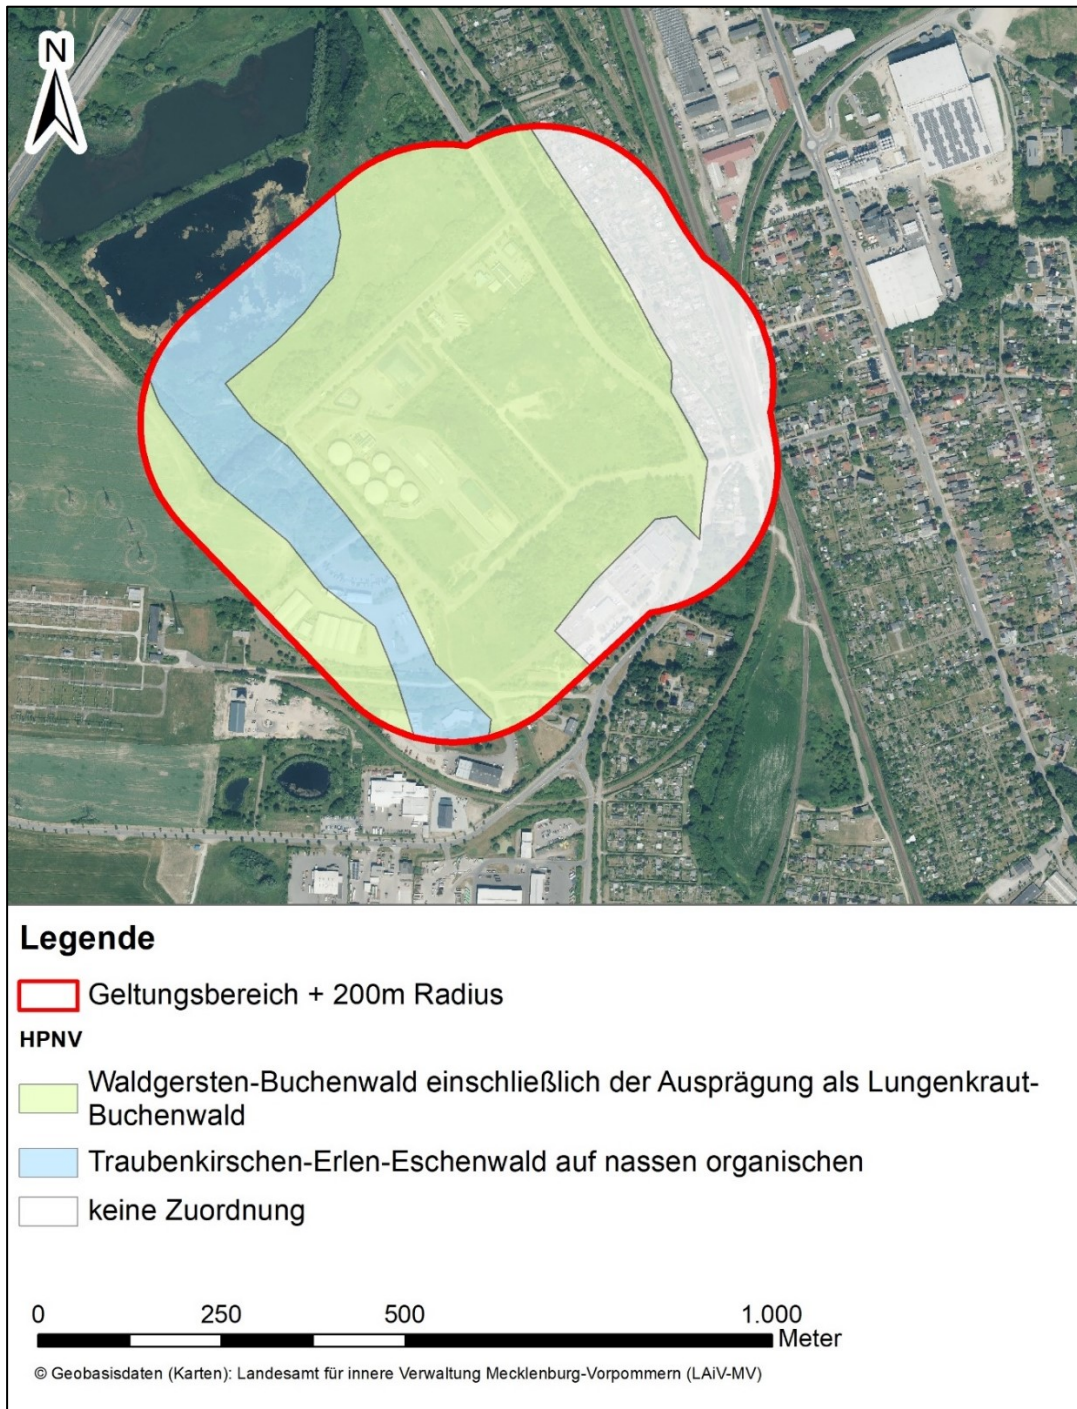 N
Legende
Geltungsbereich + 200m Radius
HPNV
Waldgersten-Buchenwald einschließlich der Ausprägung als Lungenkraut-
Buchenwald
Traubenkirschen-Erlen-Eschenwald auf nassen organischen
keine Zuordnung
0 250 500 1.000
Meter
© Geobasisdaten (Karten): Landesamt für innere Verwaltung Mecklenburg-Vorpommern (LAiV-MV)